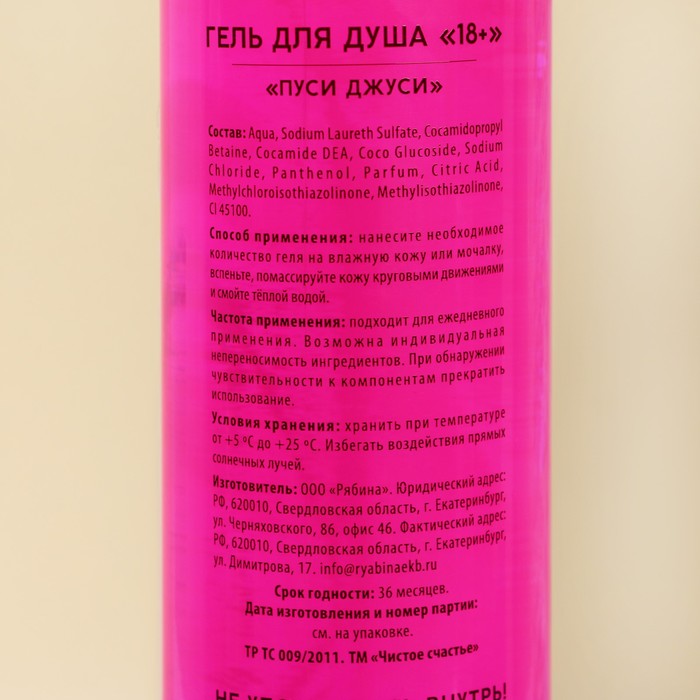 ГЕЛЬ ДЛЯ ДУША «18+»
«ПУСИ ДЖУСИ»
Состав: Aqua, Sodium Laureth Sulfate, Cocamidopropyl
Betaine, Cocamide DEA, Coco Glucoside, Sodium
Chloride, Panthenol, Parfum, Citric Acid,
Methylchloroisothiazolinone, Methylisothiazolinone,
CI 45100.
Способ применения: нанесите необходимое
количество геля на влажную кожу или мочалку,
вспеньте, помассируйте кожу круговыми движениями
и смойте тёплой водой.
Частота применения: подходит для ежедневного
применения. Возможна индивидуальная
непереносимость ингредиентов. При обнаружении
чувствительности к компонентам прекратить
использование.
Условия хранения: хранить при температуре
от +5 ºС до +25 ºС. Избегать воздействия прямых
солнечных лучей.
Изготовитель: ООО «Рябина». Юридический адрес:
РФ, 620010, Свердловская область, г. Екатеринбург,
ул. Черняховского, 86, офис 46. Фактический адрес:
РФ, 620010, Свердловская область, г. Екатеринбург,
ул. Димитрова, 17. info@ryabinaekb.ru
Срок годности: 36 месяцев.
Дата изготовления и номер партии:
см. на упаковке.
ТР ТС 009/2011. ТМ «Чистое счастье»
НЕ ВНУТРЬ!